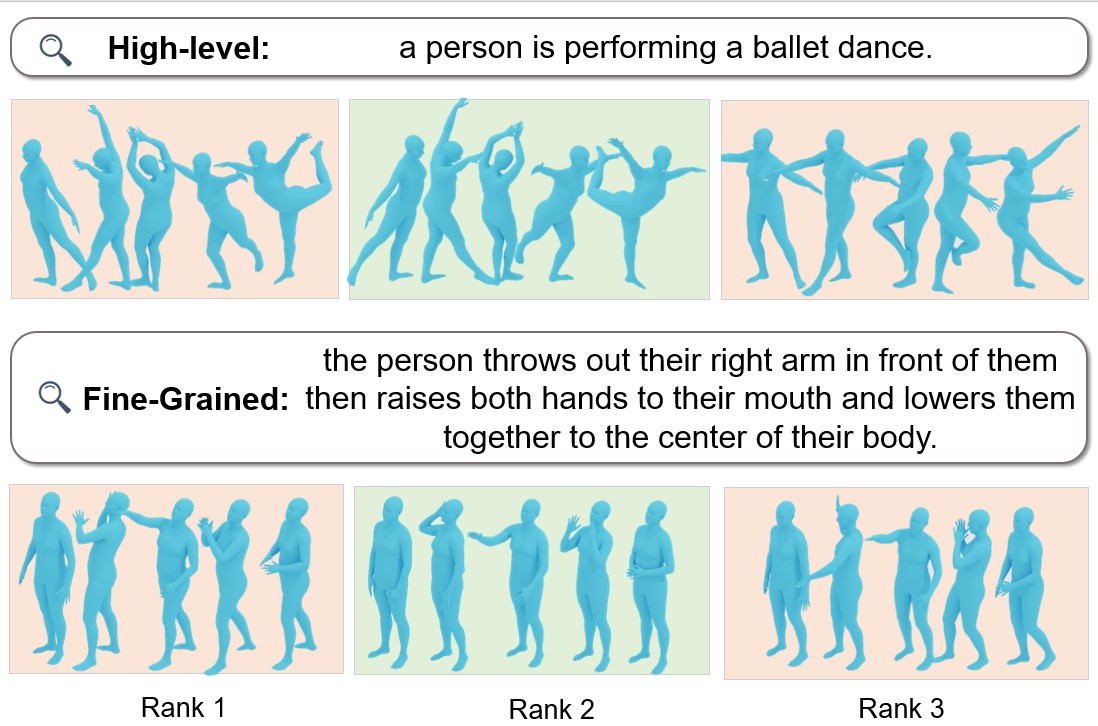 High-level: a person is performing a ballet dance.
Fine-Grained: the person throws out their right arm in front of them
then raises both hands to their mouth and lowers them
together to the center of their body.
Rank 1 Rank 2 Rank 3